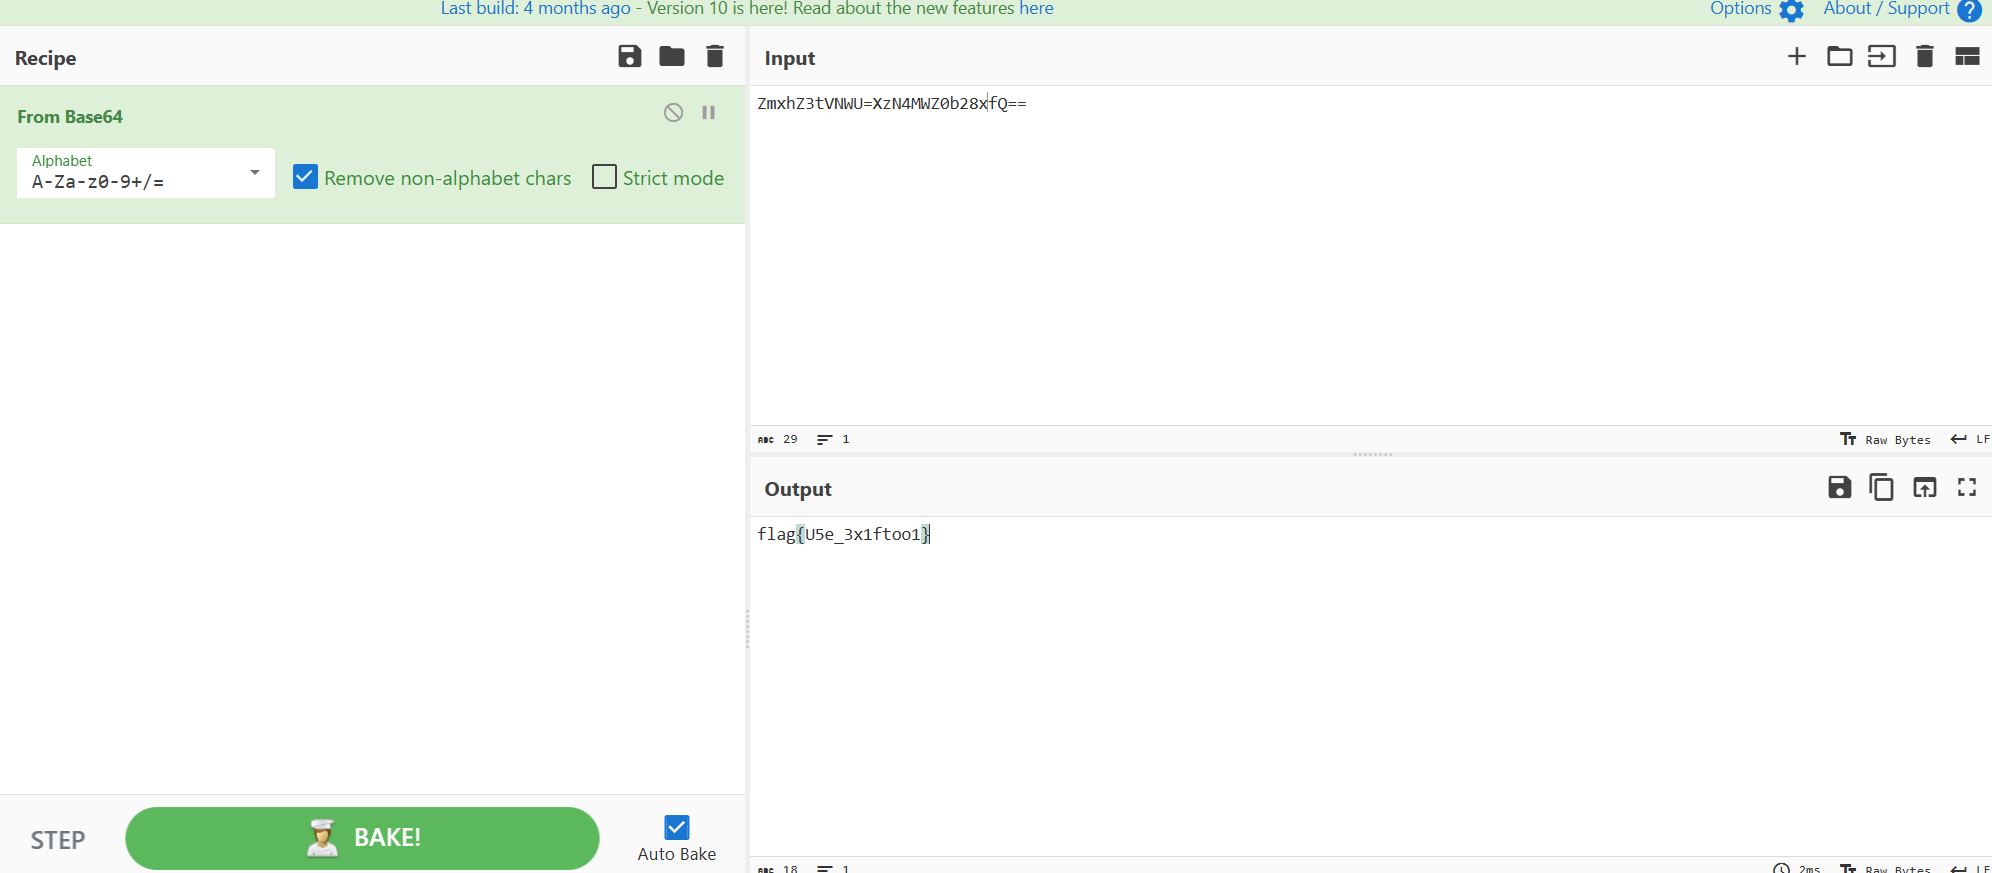 Last build: 4 months ago - Version 10 is here! Read about the new features here
Options
About / Support
Recipe
From Base64
Alphabet
A-Za-z0-9+/=
Remove non-alphabet chars
Strict mode
STEP
BAKE!
Auto Bake
Input
ZmxhZ3tVNWU=XzN4MWZ0b28xfQ==
ABC 29 1
Raw Bytes LF
Output
flag{U5e_3x1ftoo1}
ABC 18 1
2ms Raw Bytes LF